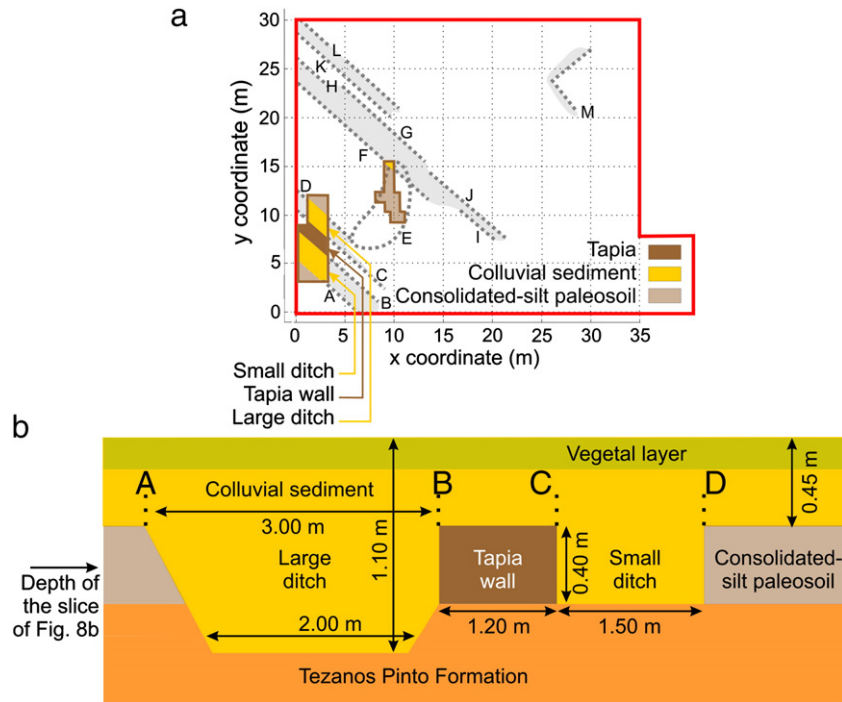 a
30
25
20
15
10
5
0
y coordinate (m)
L
K
H
G
F
M
D
J
E
I
C
A
B
Tapia
Colluvial sediment
Consolidated-silt paleosoil
0
5
10
15
20
25
30
35
x coordinate (m)
Small ditch
Tapia wall
Large ditch
b
Vegetal layer
A
Colluvial sediment
B
C
D
0.45 m
3.00 m
1.10 m
Large
ditch
Tapia
wall
0.40 m
Small
ditch
Consolidated-
silt paleosoil
Depth of
the slice
of Fig. 8b
2.00 m
1.20 m
1.50 m
Tezanos Pinto Formation